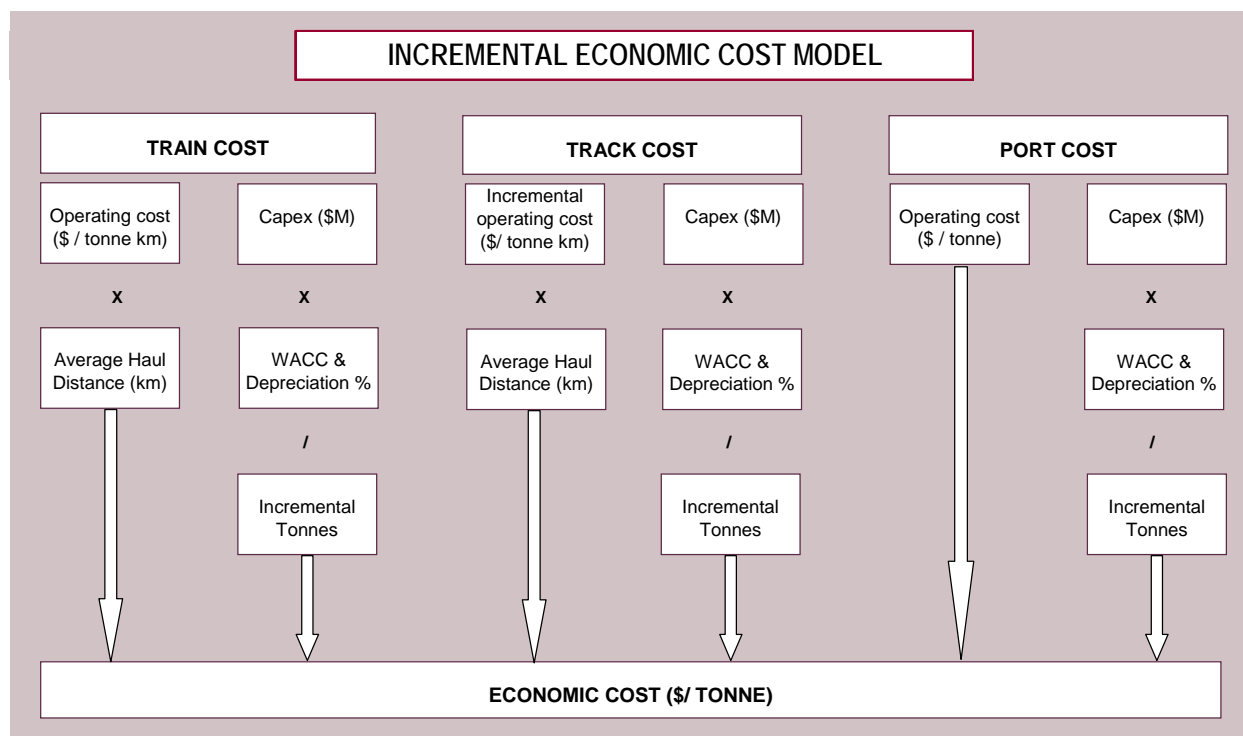 INCREMENTAL ECONOMIC COST MODEL
TRAIN COST
TRACK COST
PORT COST
Operating cost
($ / tonne km)
Capex ($M)
Incremental
operating cost
($/ tonne km)
Capex ($M)
Operating cost
($ / tonne)
Capex ($M)
X
X
X
X
X
Average Haul
Distance (km)
WACC &
Depreciation %
Average Haul
Distance (km)
WACC &
Depreciation %
WACC &
Depreciation %
/
/
/
Incremental
Tonnes
Incremental
Tonnes
Incremental
Tonnes
ECONOMIC COST ($/ TONNE)